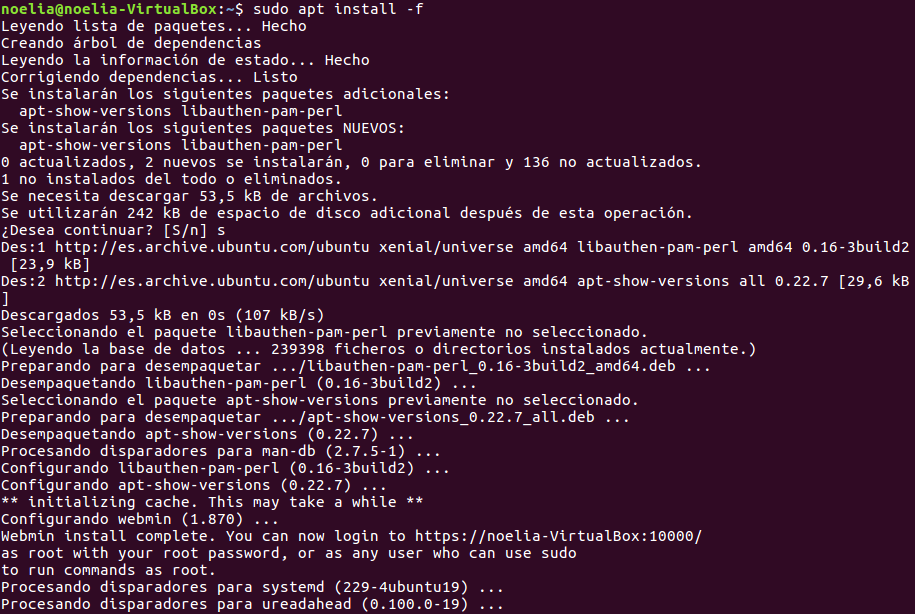 noelia@noelia-VirtualBox:~$ sudo apt install -f
Leyendo lista de paquetes... Hecho
Creando árbol de dependencias
Leyendo la información de estado... Hecho
Corrigiendo dependencias... Listo
Se instalarán los siguientes paquetes adicionales:
  apt-show-versions libauthen-pam-perl
Se instalarán los siguientes paquetes NUEVOS:
  apt-show-versions libauthen-pam-perl
0 actualizados, 2 nuevos se instalarán, 0 para eliminar y 136 no actualizados.
1 no instalados del todo o eliminados.
Se necesita descargar 53,5 kB de archivos.
Se utilizarán 242 kB de espacio de disco adicional después de esta operación.
¿Desea continuar? [S/n] s
Des:1 http://es.archive.ubuntu.com/ubuntu xenial/universe amd64 libauthen-pam-perl amd64 0.16-3build2
 [23,9 kB]
Des:2 http://es.archive.ubuntu.com/ubuntu xenial/universe amd64 apt-show-versions all 0.22.7 [29,6 kB
]
Descargados 53,5 kB en 0s (107 kB/s)
Seleccionando el paquete libauthen-pam-perl previamente no seleccionado.
(Leyendo la base de datos ... 239398 ficheros o directorios instalados actualmente.)
Preparando para desempaquetar .../libauthen-pam-perl_0.16-3build2_amd64.deb ...
Desempaquetando libauthen-pam-perl (0.16-3build2) ...
Seleccionando el paquete apt-show-versions previamente no seleccionado.
Preparando para desempaquetar .../apt-show-versions_0.22.7_all.deb ...
Desempaquetando apt-show-versions (0.22.7) ...
Procesando disparadores para man-db (2.7.5-1) ...
Configurando libauthen-pam-perl (0.16-3build2) ...
Configurando apt-show-versions (0.22.7) ...
** initializing cache. This may take a while **
Configurando webmin (1.870) ...
Webmin install complete. You can now login to https://noelia-VirtualBox:10000/
as root with your root password, or as any user who can use sudo
to run commands as root.
Procesando disparadores para systemd (229-4ubuntu19) ...
Procesando disparadores para ureadahead (0.100.0-19) ...